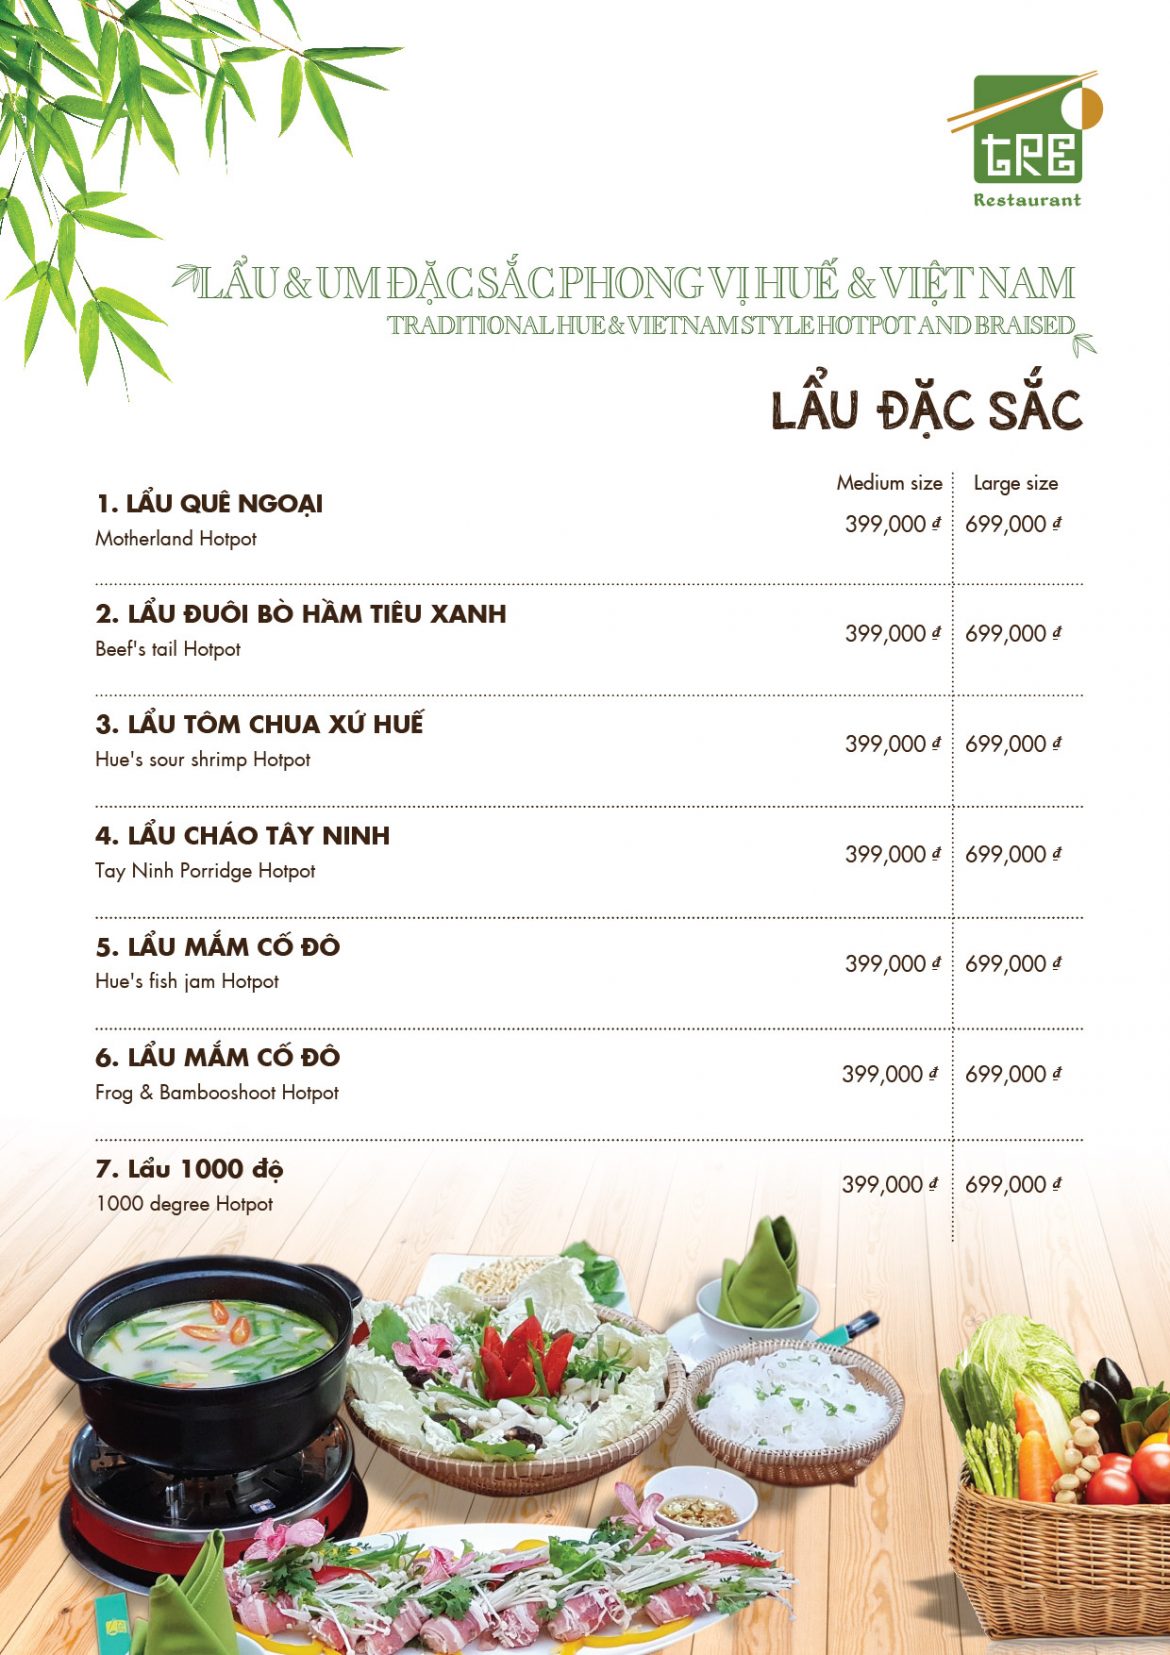 TRE
Restaurant
LẨU & UM ĐẶC SẮC PHONG VỊ HUẾ & VIỆT NAM
TRADITIONAL HUE & VIETNAM STYLE HOTPOT AND BRAISED
LẨU ĐẶC SẮC
Medium size Large size
1. LẨU QUÊ NGOẠI
399,000 ₫ 699,000 ₫
Motherland Hotpot
2. LẨU ĐUÔI BÒ HẦM TIÊU XANH
399,000 ₫ 699,000 ₫
Beef's tail Hotpot
3. LẨU TÔM CHUA XỨ HUẾ
399,000 ₫ 699,000 ₫
Hue's sour shrimp Hotpot
4. LẨU CHÁO TÂY NINH
399,000 ₫ 699,000 ₫
Tay Ninh Porridge Hotpot
5. LẨU MẮM CỐ ĐÔ
399,000 ₫ 699,000 ₫
Hue's fish jam Hotpot
6. LẨU MẮM CỐ ĐÔ
399,000 ₫ 699,000 ₫
Frog & Bambooshoot Hotpot
7. Lẩu 1000 độ
399,000 ₫ 699,000 ₫
1000 degree Hotpot